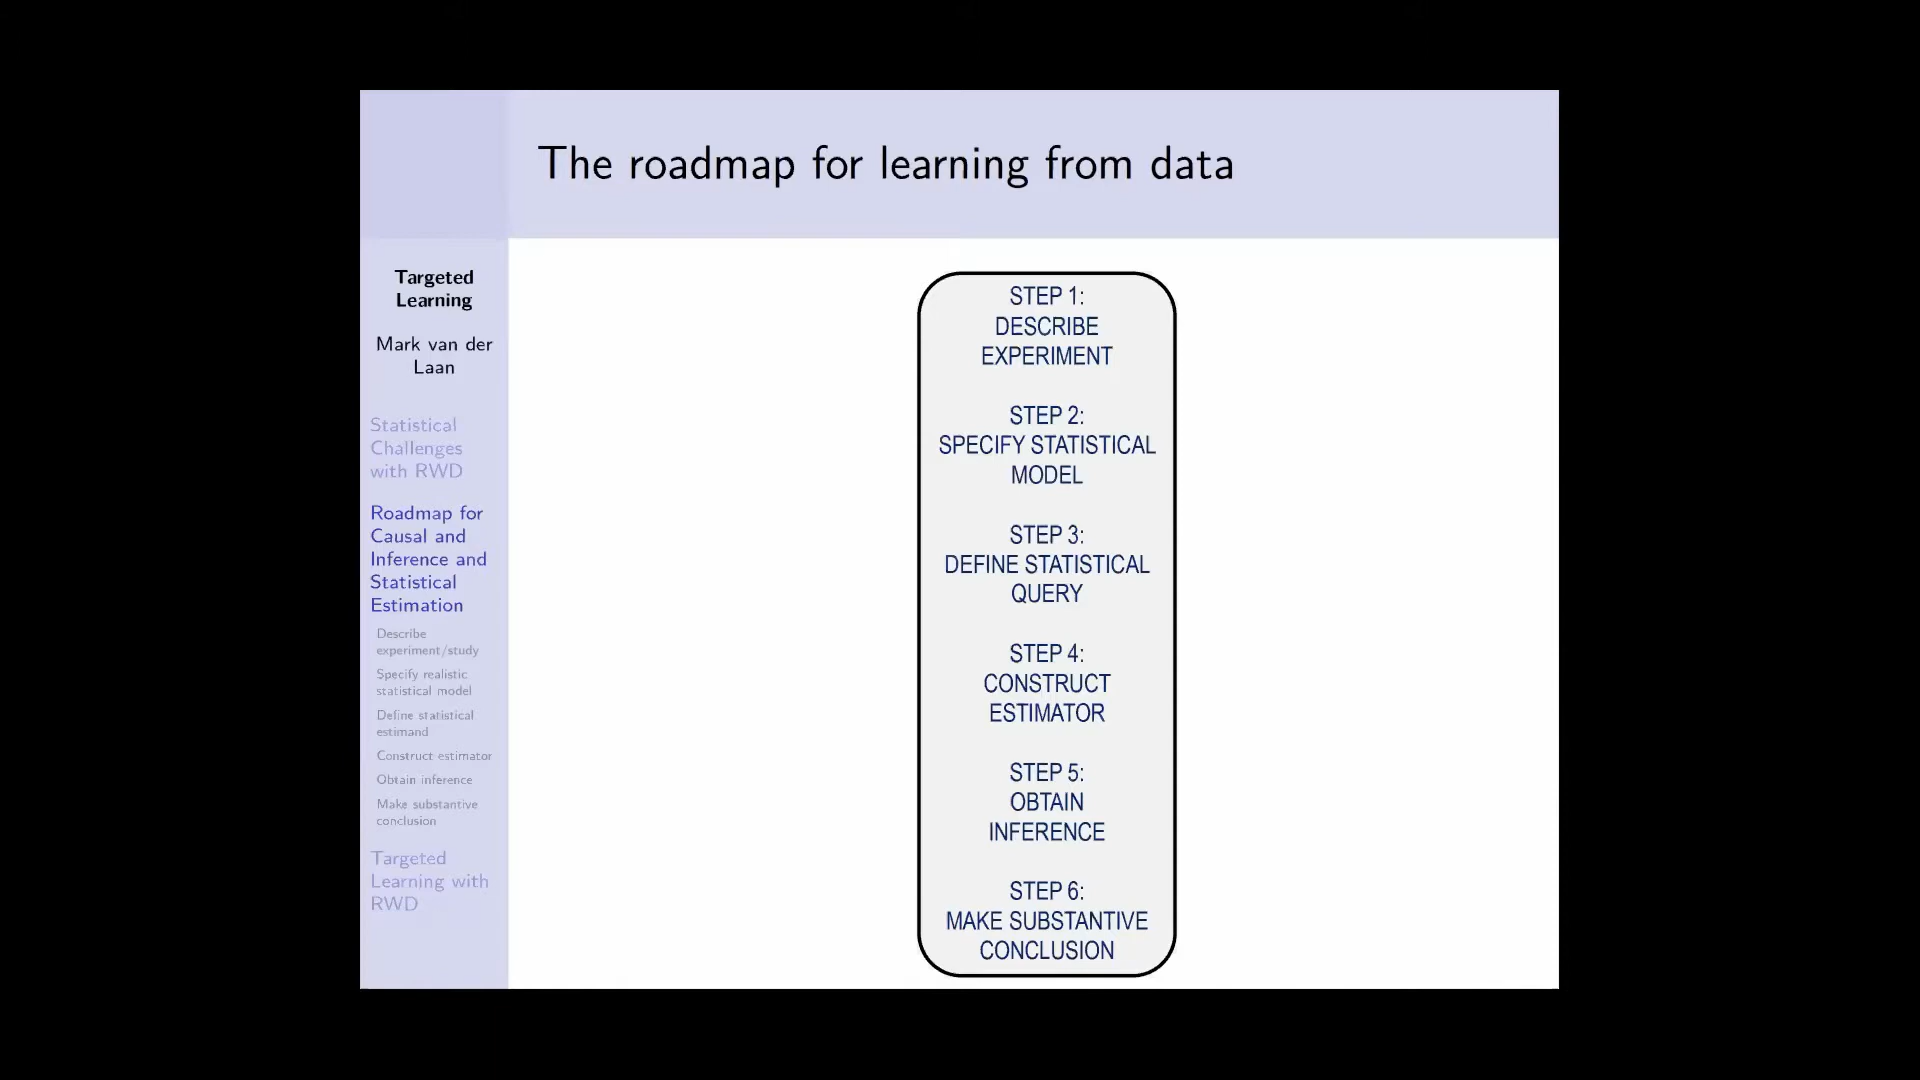 The roadmap for learning from data
Targeted
Learning
Mark van der
Laan
Statistical
Challenges
with RWD
Roadmap for
Causal and
Inference and
Statistical
Estimation
Describe
experiment/study
Specify realistic
statistical model
Define statistical
estimand
Construct estimator
Obtain inference
Make substantive
conclusion
Targeted
Learning with
RWD
STEP 1:
DESCRIBE
EXPERIMENT
STEP 2:
SPECIFY STATISTICAL
MODEL
STEP 3:
DEFINE STATISTICAL
QUERY
STEP 4:
CONSTRUCT
ESTIMATOR
STEP 5:
OBTAIN
INFERENCE
STEP 6:
MAKE SUBSTANTIVE
CONCLUSION